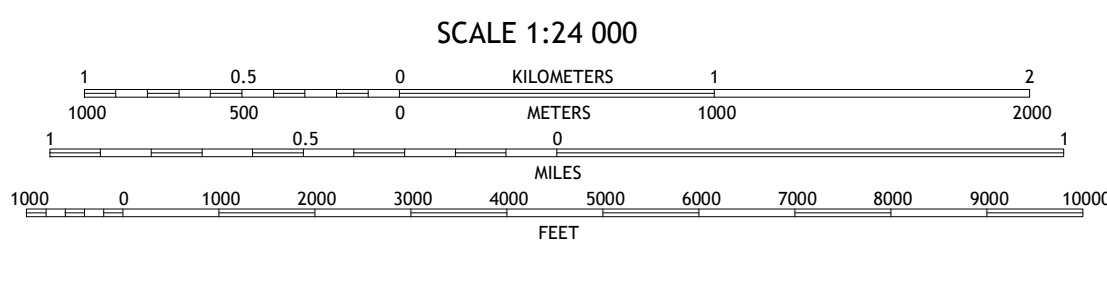 SCALE 1:24 000
1 0.5 0 KILOMETERS 1 2
1000 500 0 METERS 1000 2000
1 0.5 0 1
MILES
1000 0 1000 2000 3000 4000 5000 6000 7000 8000 9000 10000
FEET